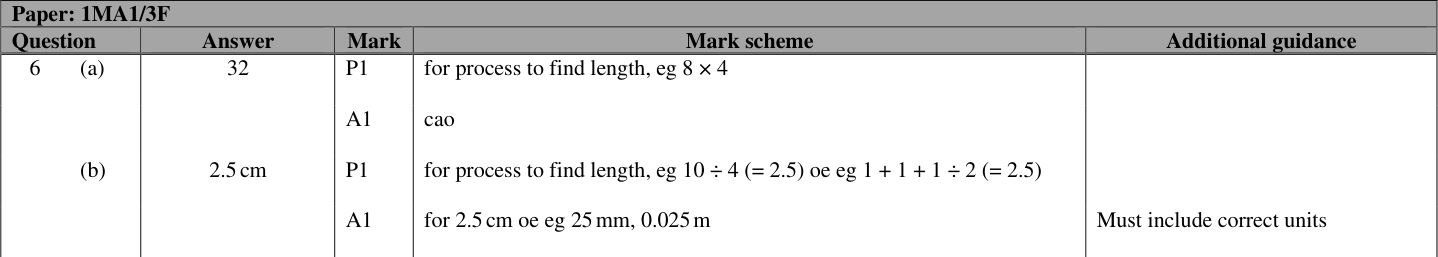 Paper: 1MA1/3F
Question Answer Mark Mark scheme Additional guidance
6 (a) 32 P1 for process to find length, eg 8 × 4
A1 cao
(b) 2.5 cm P1 for process to find length, eg 10 ÷ 4 (= 2.5) oe eg 1 + 1 + 1 ÷ 2 (= 2.5)
A1 for 2.5 cm oe eg 25 mm, 0.025 m Must include correct units